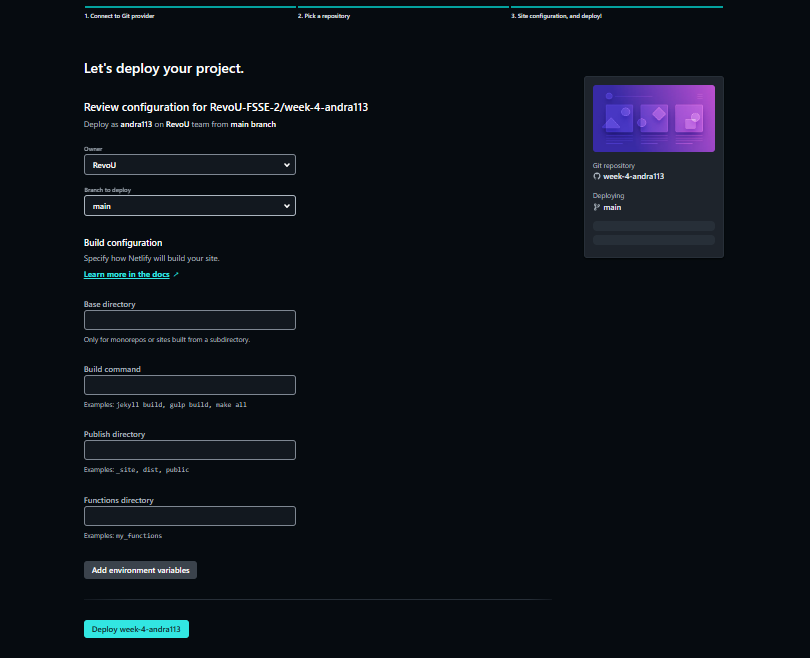 1. Connect to Git provider
2. Pick a repository
3. Site configuration, and deploy!
Let's deploy your project.
Review configuration for RevoU-FSSE-2/week-4-andra113
Deploy as andra113 on RevoU team from main branch
Owner
RevoU
Branch to deploy
main
Build configuration
Specify how Netlify will build your site.
Learn more in the docs ↗
Base directory
Only for monorepos or sites built from a subdirectory.
Build command
Examples: jekyll build, gulp build, make all
Publish directory
Examples: _site, dist, public
Functions directory
Examples: my_functions
Add environment variables
Deploy week-4-andra113
Git repository
week-4-andra113
Deploying
main